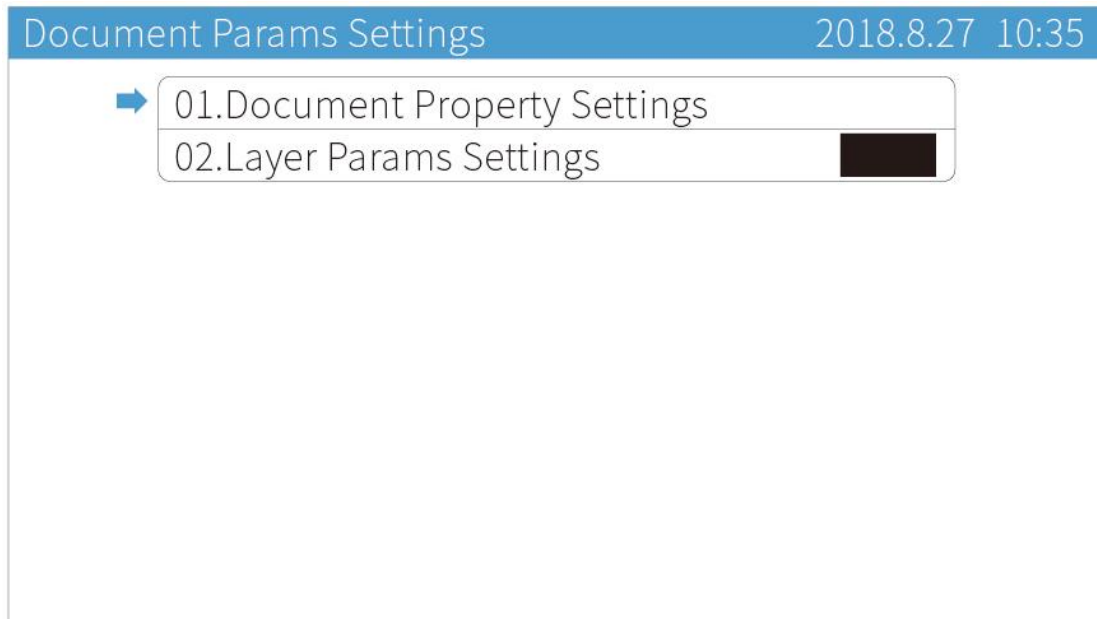 Document Params Settings 2018.8.27 10:35
01.Document Property Settings
02.Layer Params Settings